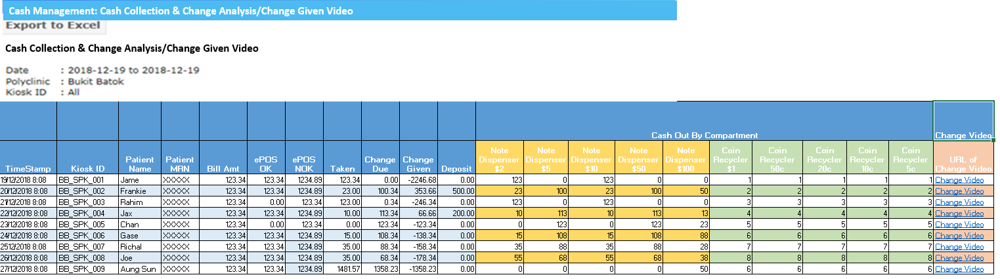 Cash Management: Cash Collection & Change Analysis/Change Given Video
Export to Excel
Cash Collection & Change Analysis/Change Given Video
Date : 2018-12-19 to 2018-12-19
Polyclinic : Bukit Batok
Kiosk ID : All
Cash Out By Compartment Change Video
TimeStamp Kiosk ID Patient Name Patient MRN Bill Amt ePOS OK ePOS NOK Taken Change Due Change Given Deposit Note Dispenser $2 Note Dispenser $5 Note Dispenser $10 Note Dispenser $50 Note Dispenser $100 Coin Recycler $1 Coin Recycler 50c Coin Recycler 20c Coin Recycler 10c Coin Recycler 5c URL of Change Video
19/12/2018 8:08 BB_SPK_001 Jame XXXXX 123.34 123.34 1234.89 123.34 0.00 -2246.68 0.00 123 0 123 0 0 1 1 1 1 1 Change Video
20/12/2018 8:08 BB_SPK_002 Frankie XXXXX 123.34 123.34 1234.89 23.00 100.34 353.66 500.00 23 100 23 100 50 2 2 2 2 2 Change Video
21/12/2018 8:08 BB_SPK_003 Rahim XXXXX 123.34 0.00 123.34 123.00 0.34 -246.34 0.00 123 0 123 0 0 3 3 3 3 3 Change Video
22/12/2018 8:08 BB_SPK_004 Jax XXXXX 123.34 123.34 1234.89 10.00 113.34 66.66 200.00 10 113 10 113 13 4 4 4 4 4 Change Video
23/12/2018 8:08 BB_SPK_005 Chan XXXXX 123.34 0.00 123.34 0.00 123.34 -123.34 0.00 0 123 0 123 23 5 5 5 5 5 Change Video
24/12/2018 8:08 BB_SPK_006 Gase XXXXX 123.34 123.34 1234.89 15.00 108.34 -138.34 0.00 15 108 15 108 88 6 6 6 6 6 Change Video
25/12/2018 8:08 BB_SPK_007 Richal XXXXX 123.34 123.34 1234.89 35.00 88.34 -158.34 0.00 35 88 35 88 28 7 7 7 7 7 Change Video
26/12/2018 8:08 BB_SPK_008 Joe XXXXX 123.34 123.34 1234.89 35.00 68.34 -178.34 0.00 55 68 55 68 38 8 8 8 8 8 Change Video
27/12/2018 8:08 BB_SPK_009 Aung Sun XXXXX 123.34 123.34 1234.89 1481.57 1358.23 -1358.23 0.00 0 0 0 0 50 6 6 6 6 6 Change Video